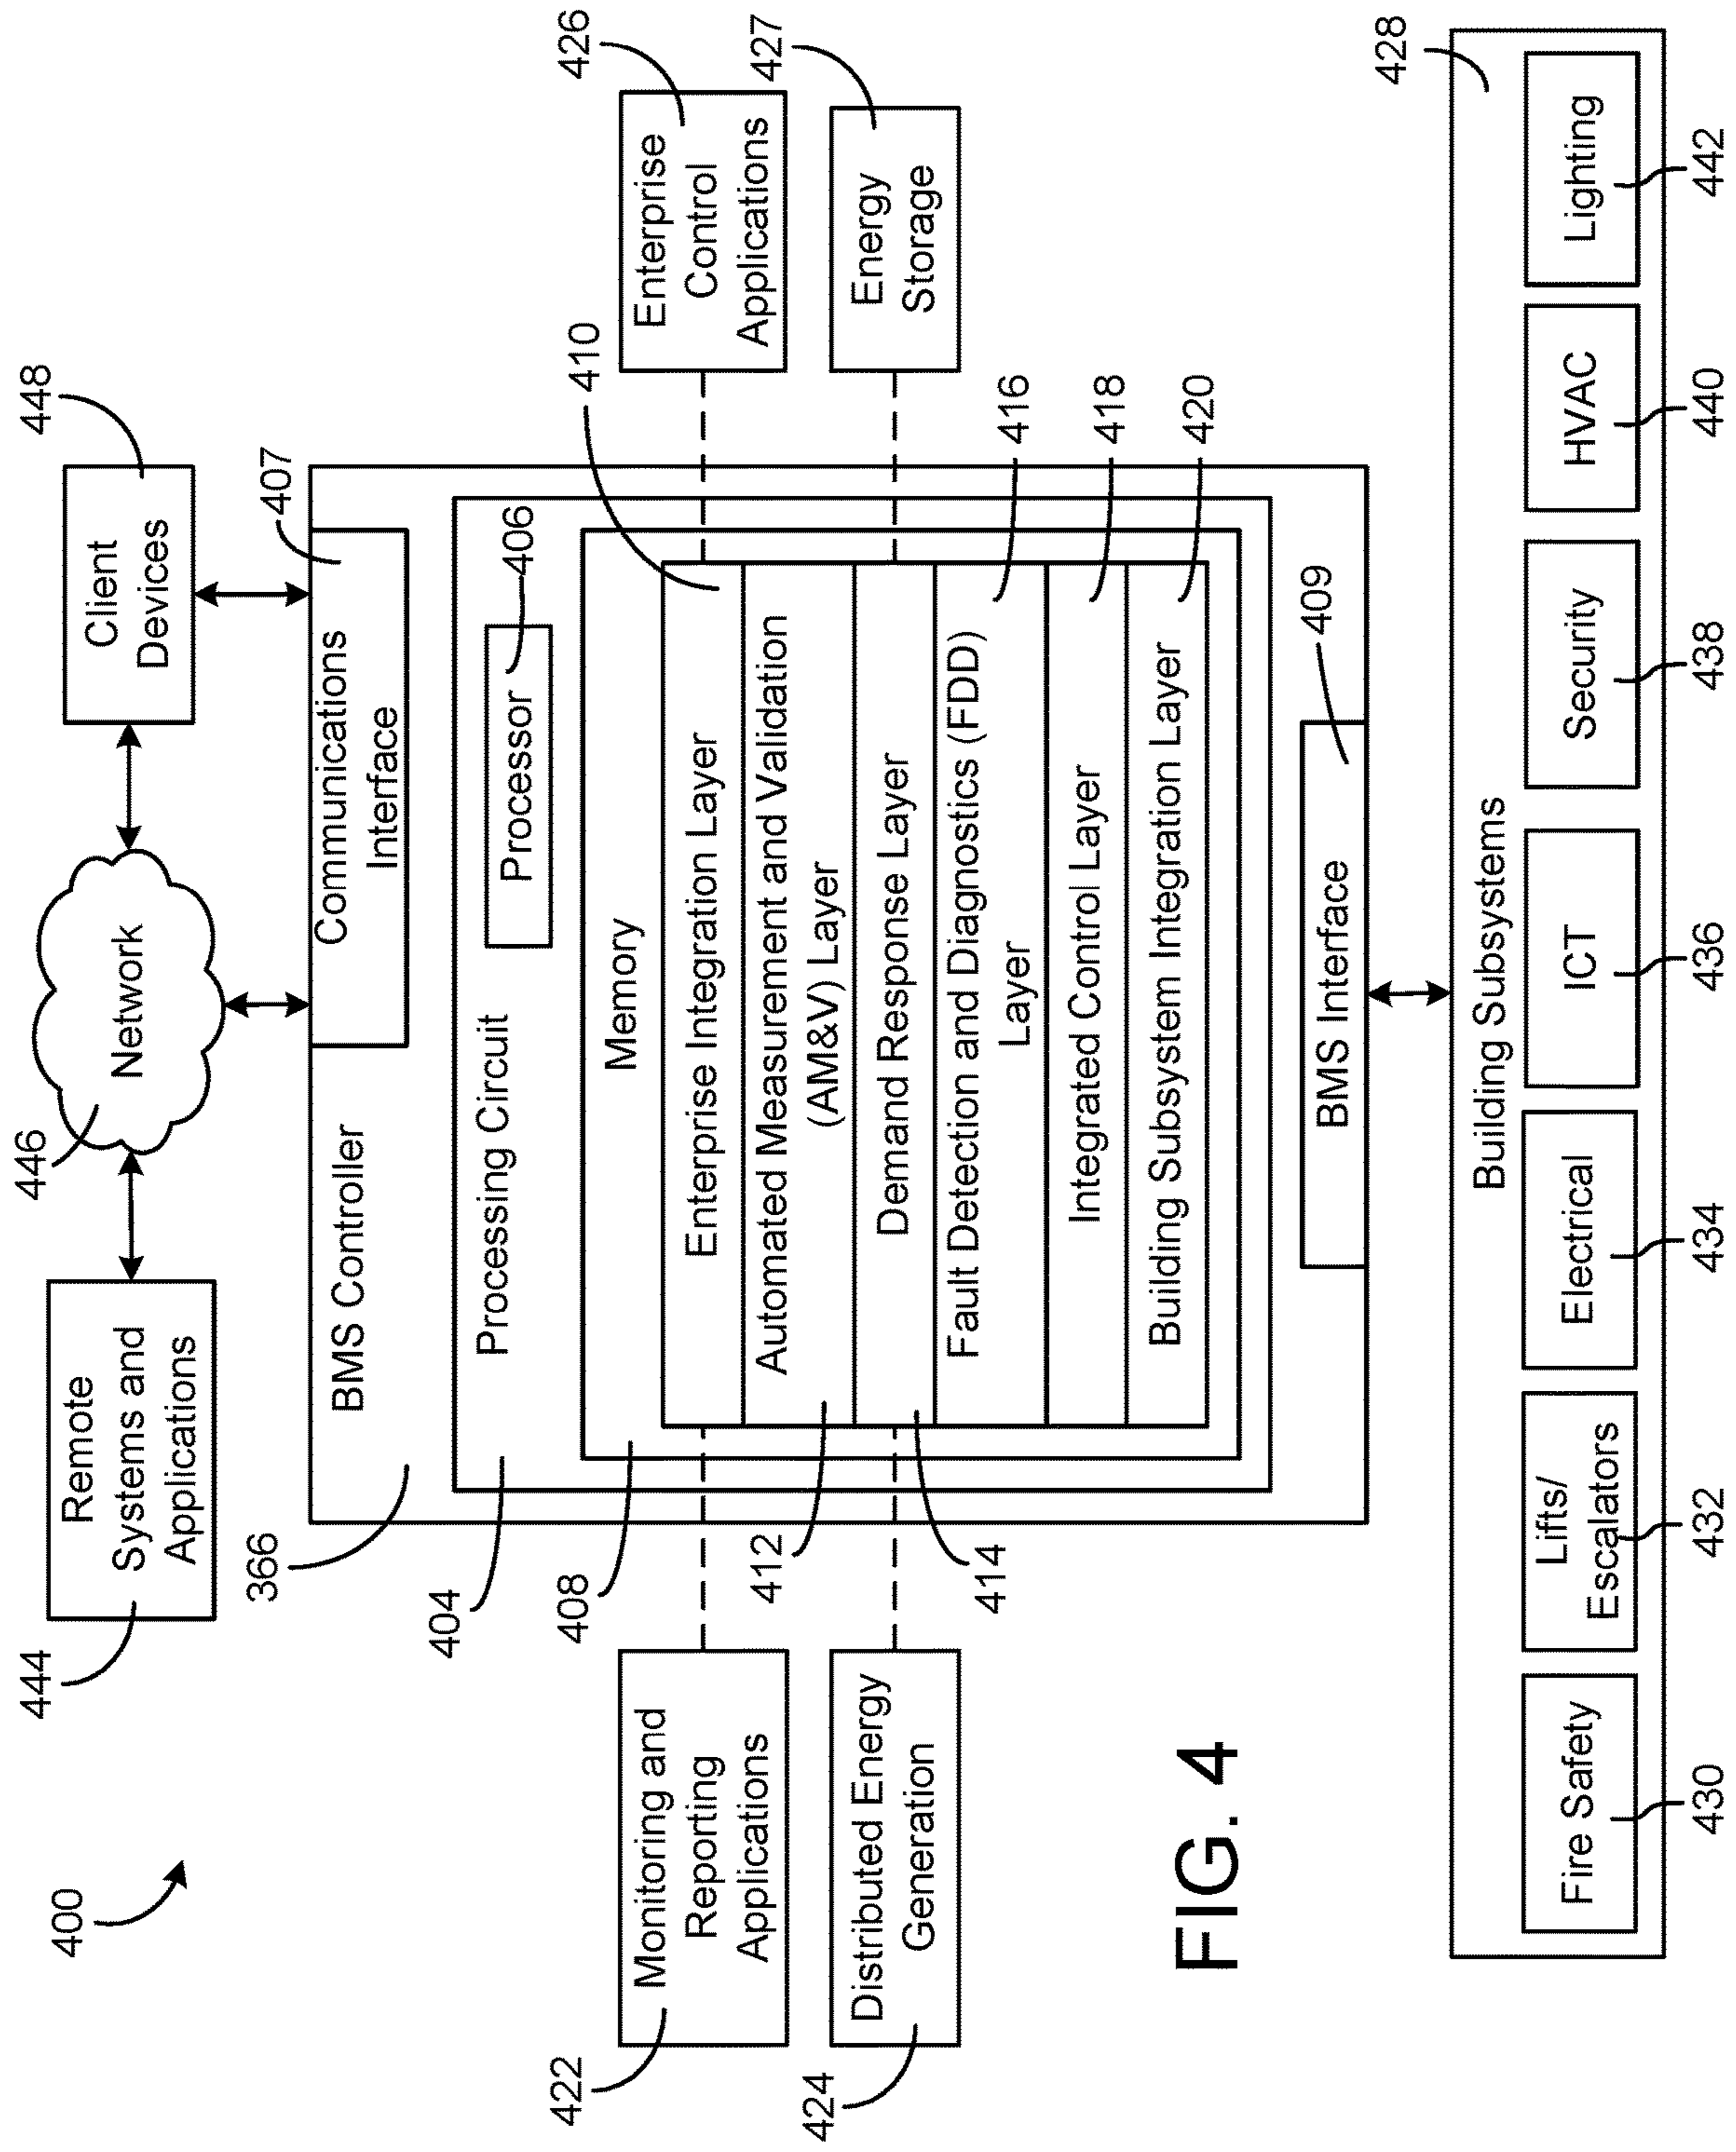 400
444
Remote
Systems and
Applications
446
Network
Client
Devices
448
366
BMS Controller
Communications
Interface
407
404
Processing Circuit
Processor
406
408
Memory
410
Enterprise Integration Layer
Automated Measurement and Validation
(AM&V) Layer
412
Demand Response Layer
414
Fault Detection and Diagnostics (FDD)
Layer
416
Integrated Control Layer
418
Building Subsystem Integration Layer
420
422
Monitoring and
Reporting
Applications
424
Distributed Energy
Generation
Enterprise
Control
Applications
426
Energy
Storage
427
BMS Interface
409
FIG. 4
Building Subsystems
428
Fire Safety
Lifts/
Escalators
Electrical
ICT
Security
HVAC
Lighting
430
432
434
436
438
440
442